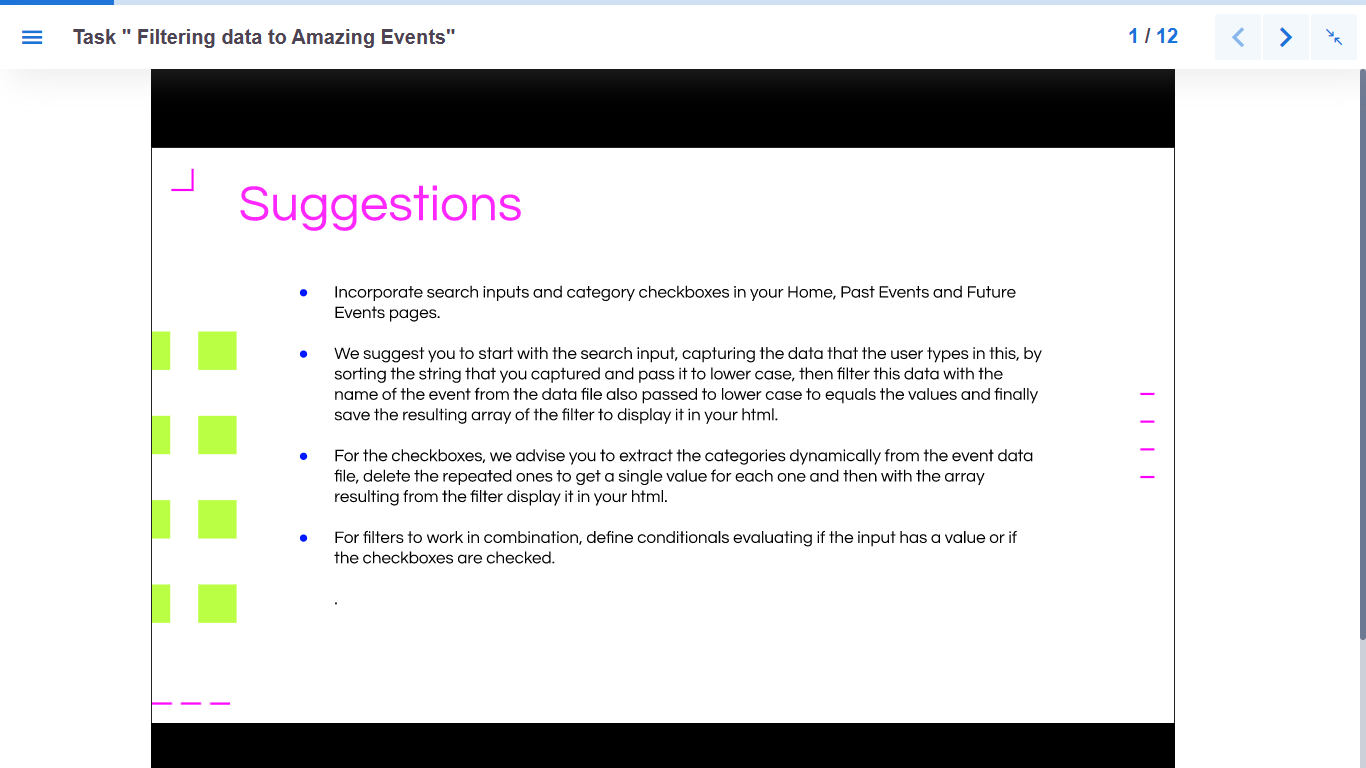 Task " Filtering data to Amazing Events"
1 / 12
Suggestions
● Incorporate search inputs and category checkboxes in your Home, Past Events and Future
Events pages.
● We suggest you to start with the search input, capturing the data that the user types in this, by
sorting the string that you captured and pass it to lower case, then filter this data with the
name of the event from the data file also passed to lower case to equals the values and finally
save the resulting array of the filter to display it in your html.
● For the checkboxes, we advise you to extract the categories dynamically from the event data
file, delete the repeated ones to get a single value for each one and then with the array
resulting from the filter display it in your html.
● For filters to work in combination, define conditionals evaluating if the input has a value or if
the checkboxes are checked.
.